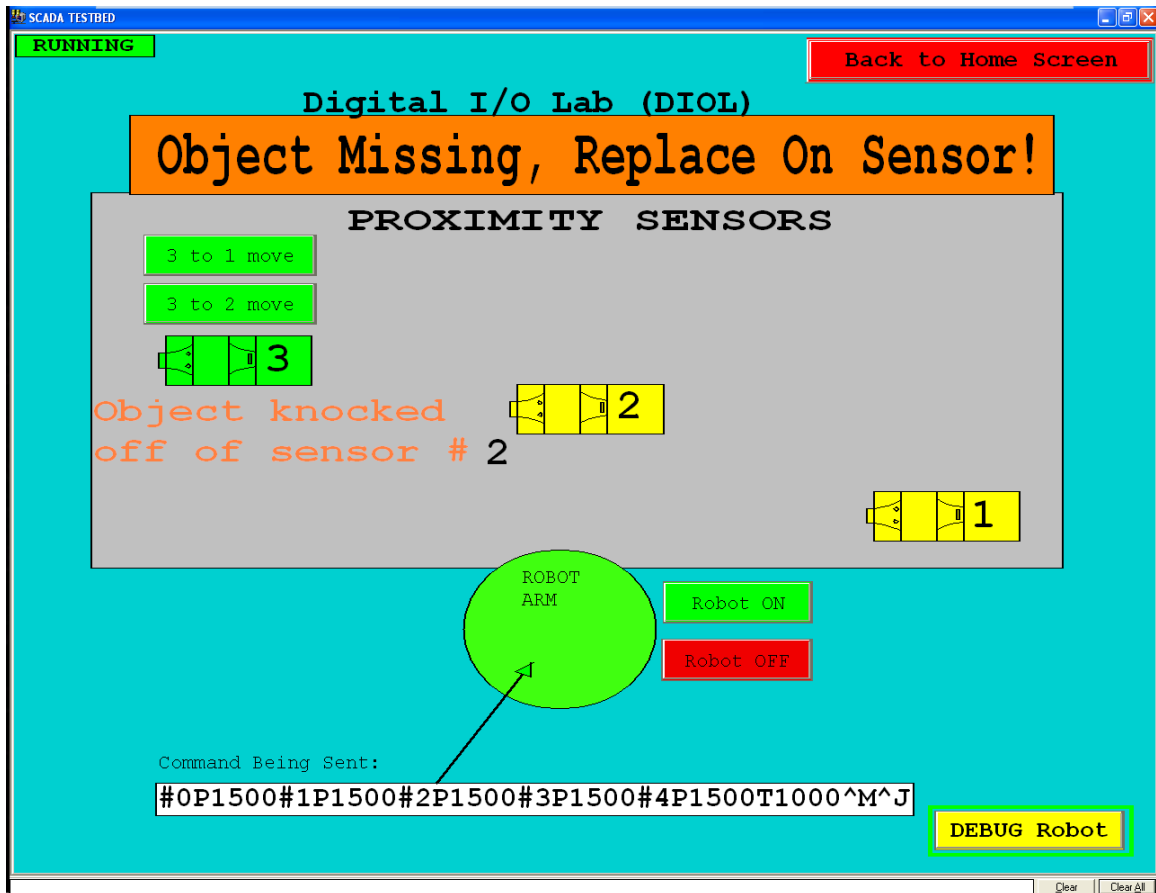 SCADA TESTBED
RUNNING
Back to Home Screen
Digital I/O Lab (DIOL)
Object Missing, Replace On Sensor!
PROXIMITY SENSORS
3 to 1 move
3 to 2 move
3
Object knocked
off of sensor # 2
2
1
ROBOT
ARM
Robot ON
Robot OFF
Command Being Sent:
#0P1500#1P1500#2P1500#3P1500#4P1500T1000^M^J
DEBUG Robot
Clear
Clear All